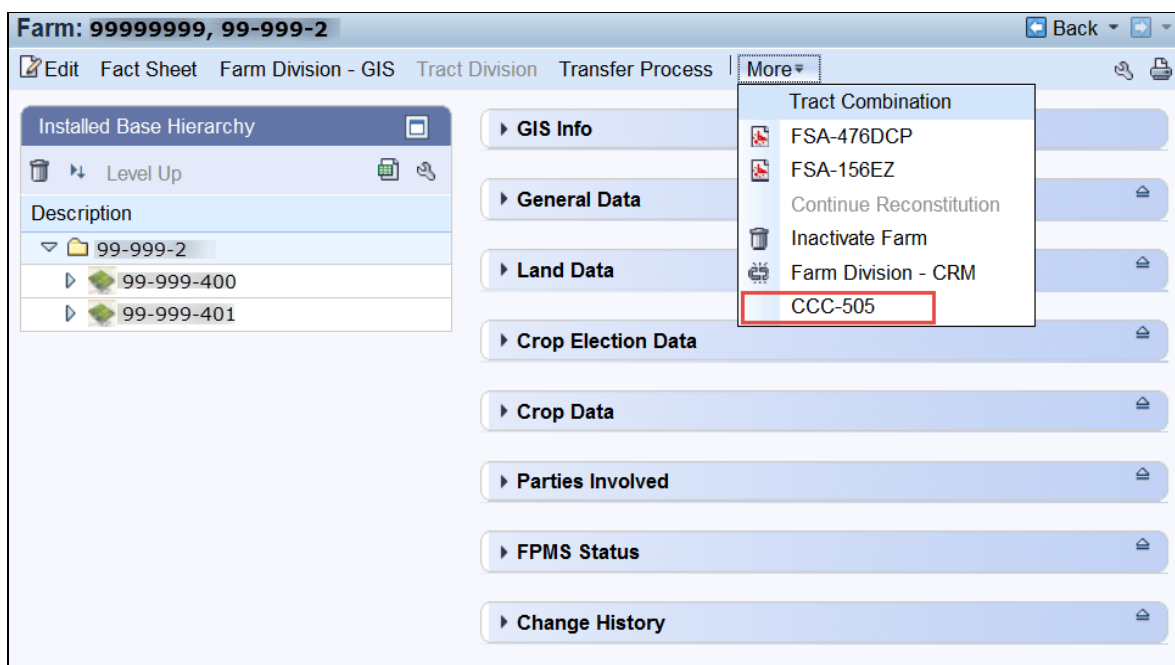 Farm: 99999999, 99-999-2
Back
Edit Fact Sheet Farm Division - GIS Tract Division Transfer Process More
Installed Base Hierarchy
Level Up
Description
99-999-2
99-999-400
99-999-401
Tract Combination
FSA-476DCP
FSA-156EZ
Continue Reconstitution
Inactivate Farm
Farm Division - CRM
CCC-505
GIS Info
General Data
Land Data
Crop Election Data
Crop Data
Parties Involved
FPMS Status
Change History